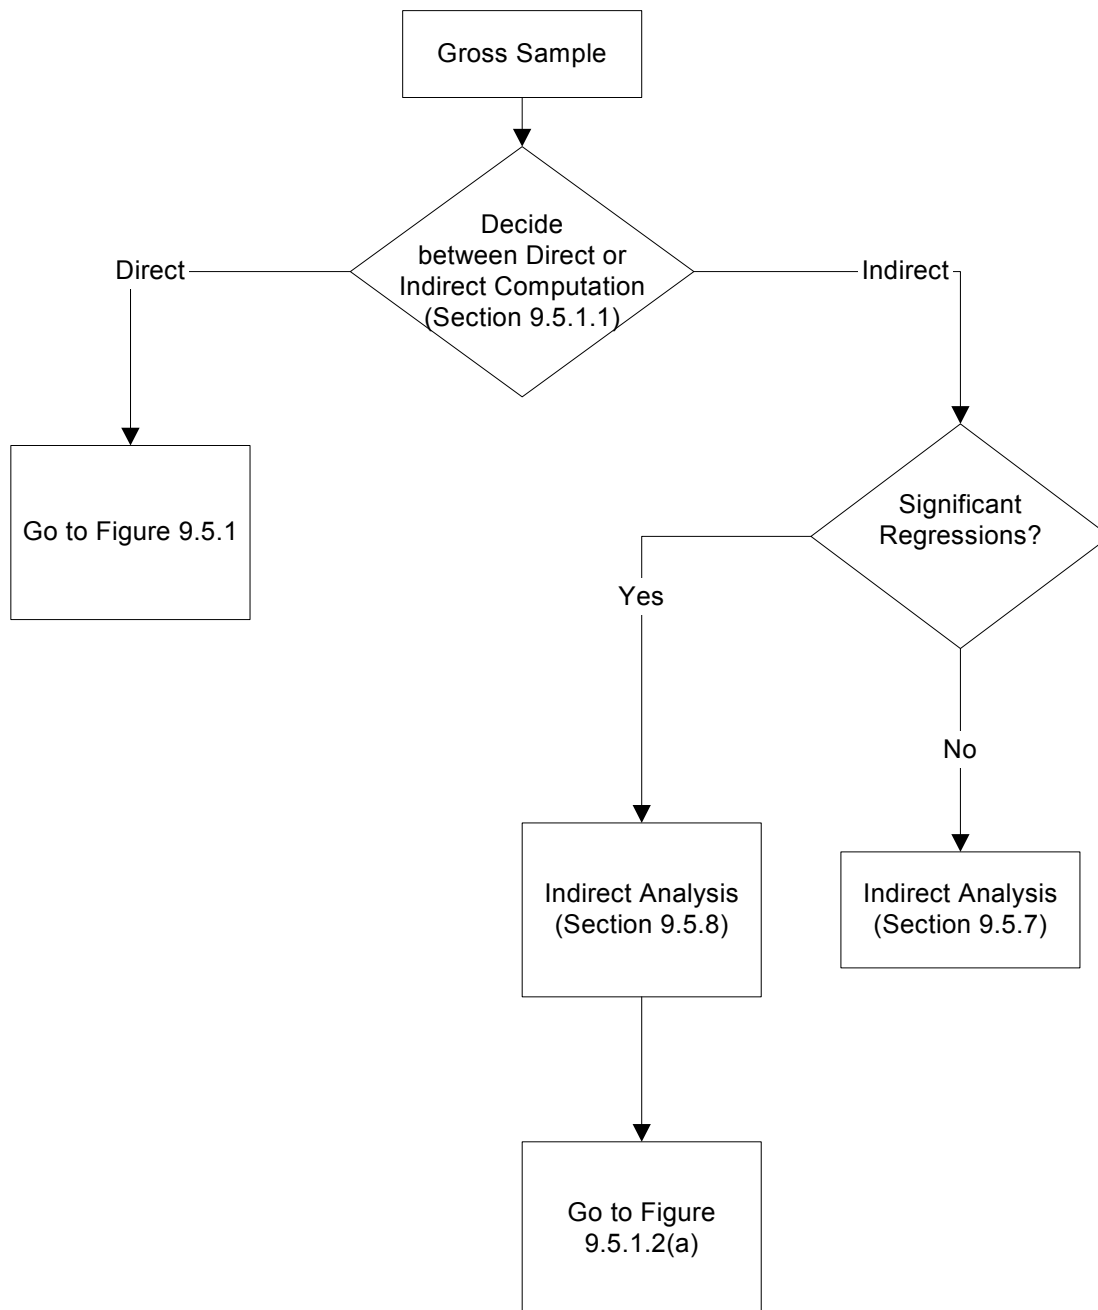 Gross Sample
Decide
between Direct or
Indirect Computation
(Section 9.5.1.1)
Direct
Indirect
Go to Figure 9.5.1
Significant
Regressions?
Yes
No
Indirect Analysis
(Section 9.5.8)
Indirect Analysis
(Section 9.5.7)
Go to Figure
9.5.1.2(a)